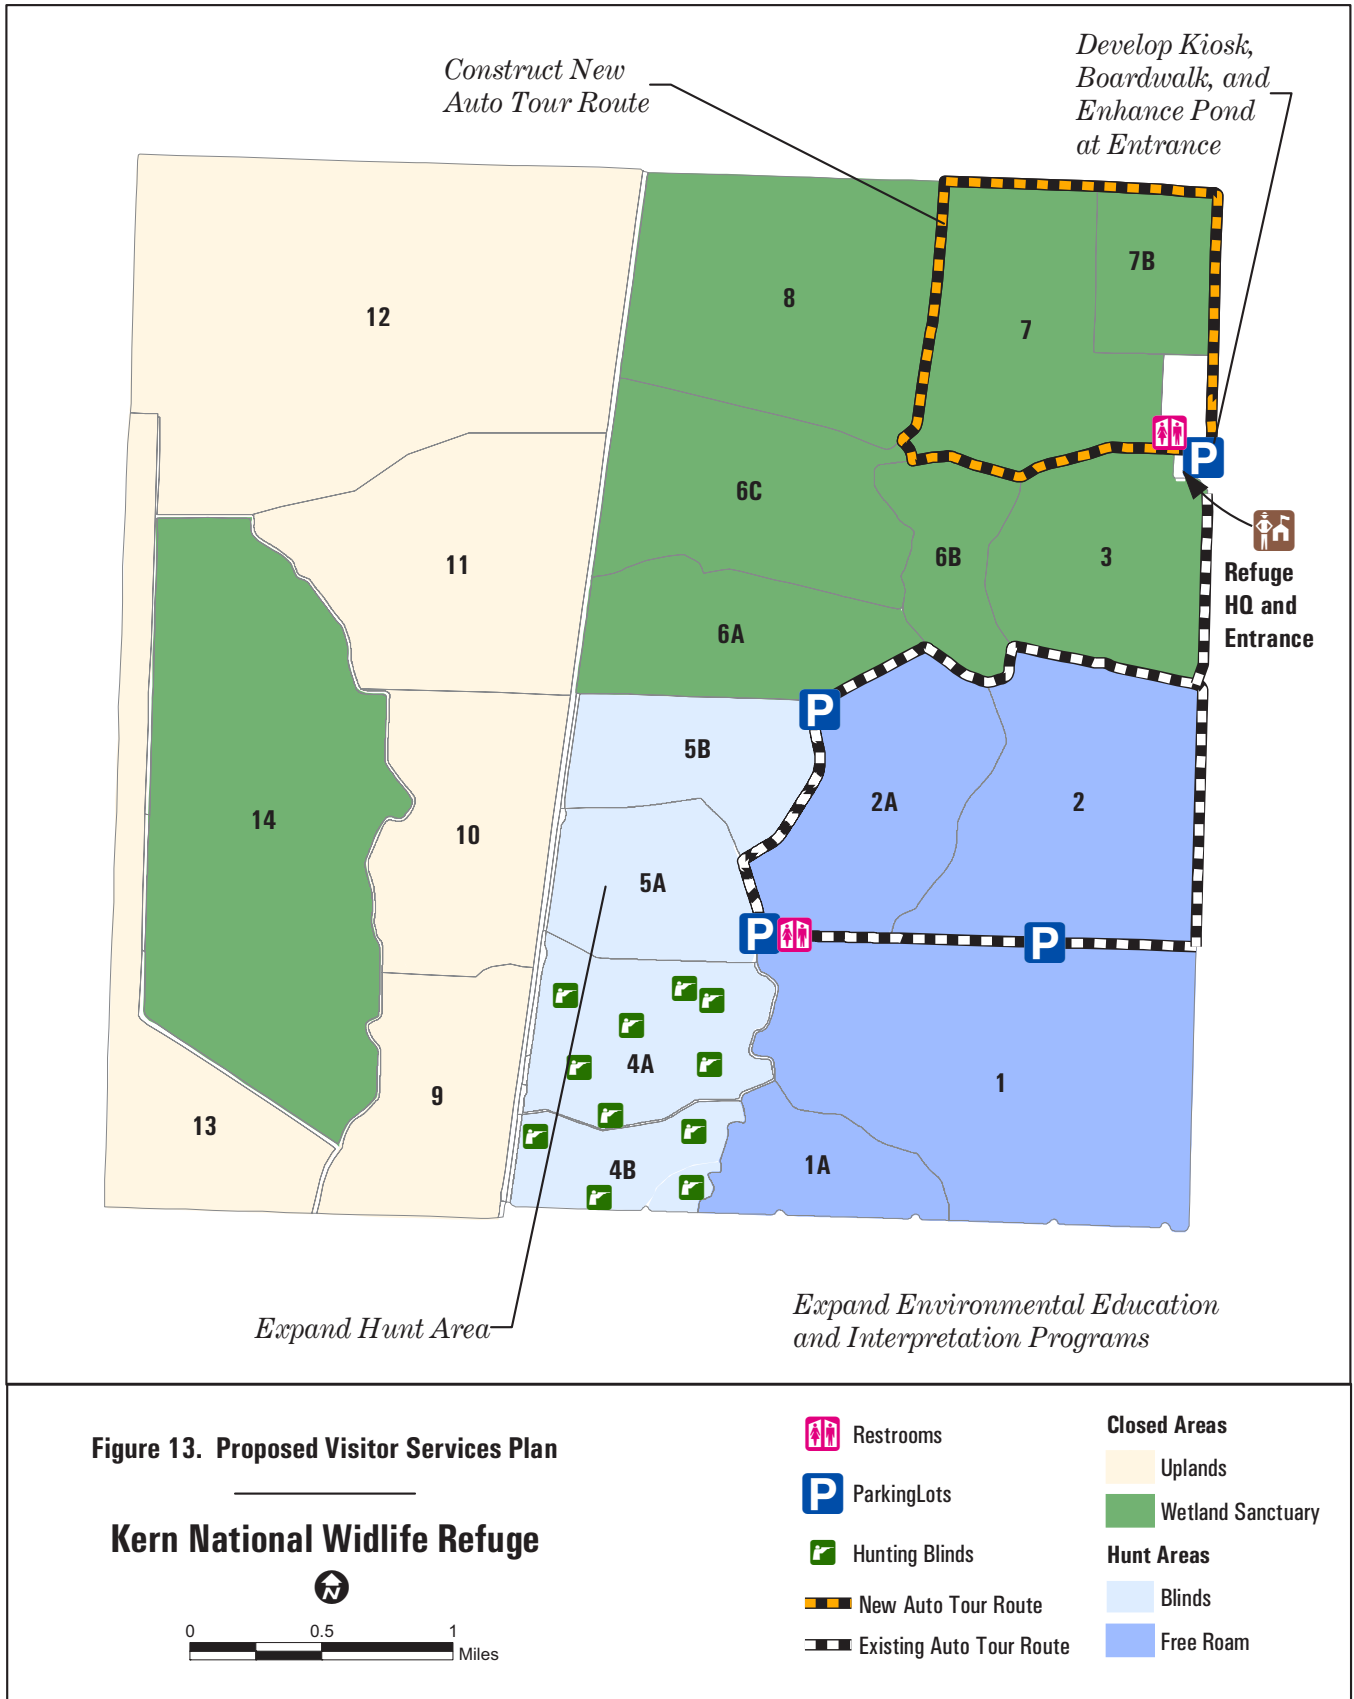 Construct New
Auto Tour Route
Develop Kiosk,
Boardwalk, and
Enhance Pond
at Entrance
12
8
7
7B
P
6C
11
6B
3
Refuge
HQ and
Entrance
6A
P
5B
14
10
2A
2
5A
P
P
4A
9
1
13
4B
1A
Expand Hunt Area
Expand Environmental Education
and Interpretation Programs
Figure 13. Proposed Visitor Services Plan
Kern National Widlife Refuge
N
0 0.5 1
Miles
Restrooms
P ParkingLots
Hunting Blinds
New Auto Tour Route
Existing Auto Tour Route
Closed Areas
Uplands
Wetland Sanctuary
Hunt Areas
Blinds
Free Roam